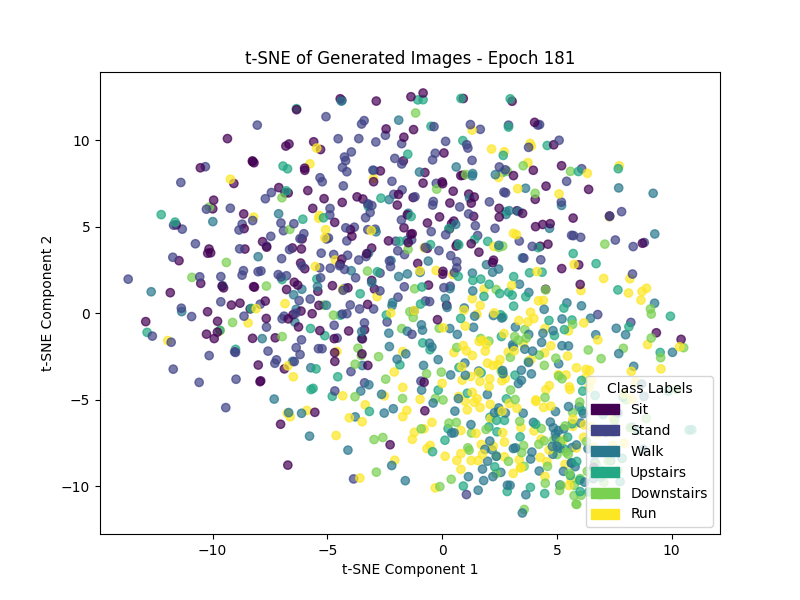 t-SNE of Generated Images - Epoch 181
t-SNE Component 2
10
5
0
−5
−10
Class Labels
Sit
Stand
Walk
Upstairs
Downstairs
Run
−10
−5
0
5
10
t-SNE Component 1